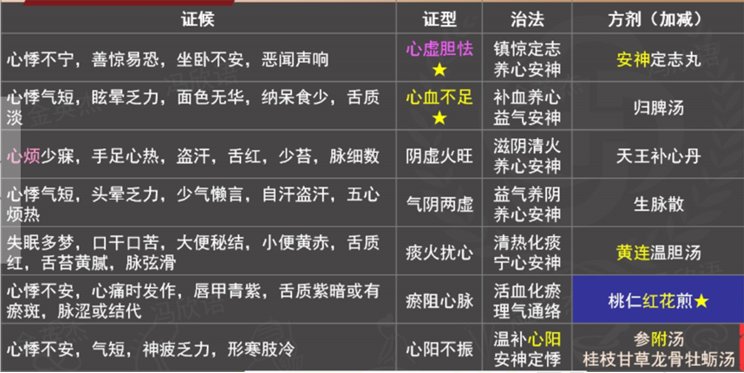 证候 证型 治法 方剂（加减）
心悸不宁，善惊易恐，坐卧不安，恶闻声响
心虚胆怯
★
镇惊定志
养心安神
安神定志丸
心悸气短，眩晕乏力，面色无华，纳呆食少，舌质
淡
心血不足
★
补血养心
益气安神
归脾汤
心烦少寐，手足心热，盗汗，舌红，少苔，脉细数
阴虚火旺
滋阴清火
养心安神
天王补心丹
心悸气短，头晕乏力，少气懒言，自汗盗汗，五心
烦热
气阴两虚
益气养阴
养心安神
生脉散
失眠多梦，口干口苦，大便秘结，小便黄赤，舌质
红，舌苔黄腻，脉弦滑
痰火扰心
清热化痰
宁心安神
黄连温胆汤
心悸不安，心痛时发作，唇甲青紫，舌质紫暗或有
瘀斑，脉涩或结代
瘀阻心脉
活血化瘀
理气通络
桃仁红花煎★
心悸不安，气短，神疲乏力，形寒肢冷
心阳不振
温补心阳
安神定悸
参附汤
桂枝甘草龙骨牡蛎汤